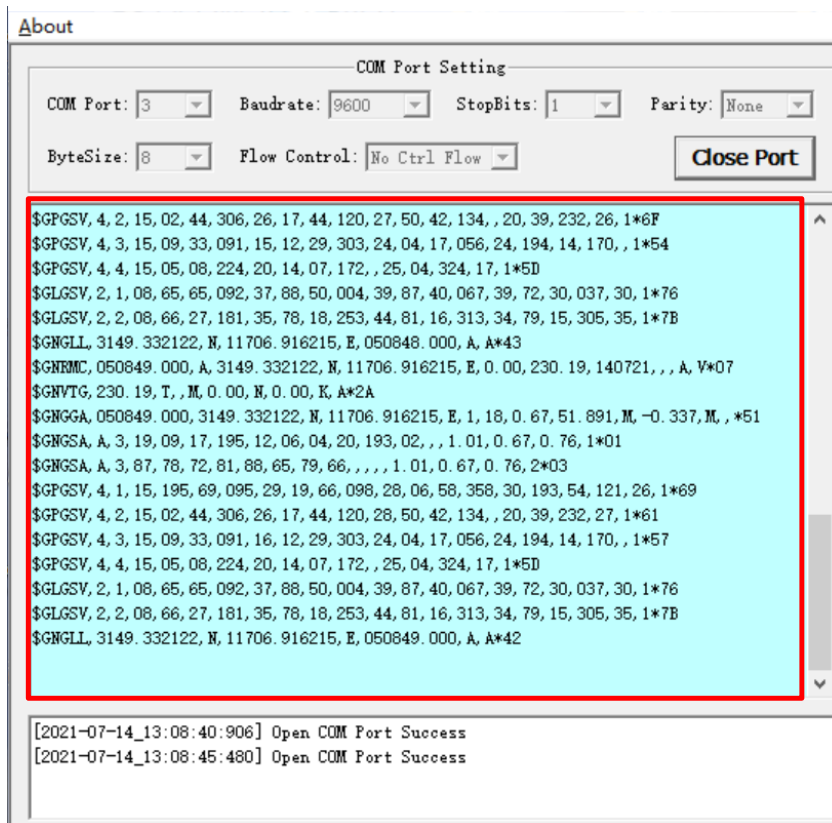 About
COM Port Setting
COM Port: 3 Baudrate: 9600 StopBits: 1 Parity: None
ByteSize: 8 Flow Control: No Ctrl Flow Close Port
$GPGSV,4,2,15,02,44,306,26,17,44,120,27,50,42,134,,20,39,232,26,1*6F
$GPGSV,4,3,15,09,33,091,15,12,29,303,24,04,17,056,24,194,14,170,,1*54
$GPGSV,4,4,15,05,08,224,20,14,07,172,,25,04,324,17,1*5D
$GLGSV,2,1,08,65,65,092,37,88,50,004,39,87,40,067,39,72,30,037,30,1*76
$GLGSV,2,2,08,66,27,181,35,78,18,253,44,81,16,313,34,79,15,305,35,1*7B
$GNGLL,3149.332122,N,11706.916215,E,050848.000,A,A*43
$GNRMC,050849.000,A,3149.332122,N,11706.916215,E,0.00,230.19,140721,,,A,V*07
$GNVTG,230.19,T,,M,0.00,N,0.00,K,A*2A
$GNGGA,050849.000,3149.332122,N,11706.916215,E,1,18,0.67,51.891,M,-0.337,M,,*51
$GNGSA,A,3,19,09,17,195,12,06,04,20,193,02,,,1.01,0.67,0.76,1*01
$GNGSA,A,3,87,78,72,81,88,65,79,66,,,,,1.01,0.67,0.76,2*03
$GPGSV,4,1,15,195,69,095,29,19,66,098,28,06,58,358,30,193,54,121,26,1*69
$GPGSV,4,2,15,02,44,306,26,17,44,120,28,50,42,134,,20,39,232,27,1*61
$GPGSV,4,3,15,09,33,091,16,12,29,303,24,04,17,056,24,194,14,170,,1*57
$GPGSV,4,4,15,05,08,224,20,14,07,172,,25,04,324,17,1*5D
$GLGSV,2,1,08,65,65,092,37,88,50,004,39,87,40,067,39,72,30,037,30,1*76
$GLGSV,2,2,08,66,27,181,35,78,18,253,44,81,16,313,34,79,15,305,35,1*7B
$GNGLL,3149.332122,N,11706.916215,E,050849.000,A,A*42
[2021-07-14_13:08:40:906] Open COM Port Success
[2021-07-14_13:08:45:480] Open COM Port Success